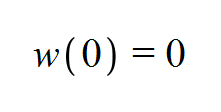 w(0) = 0